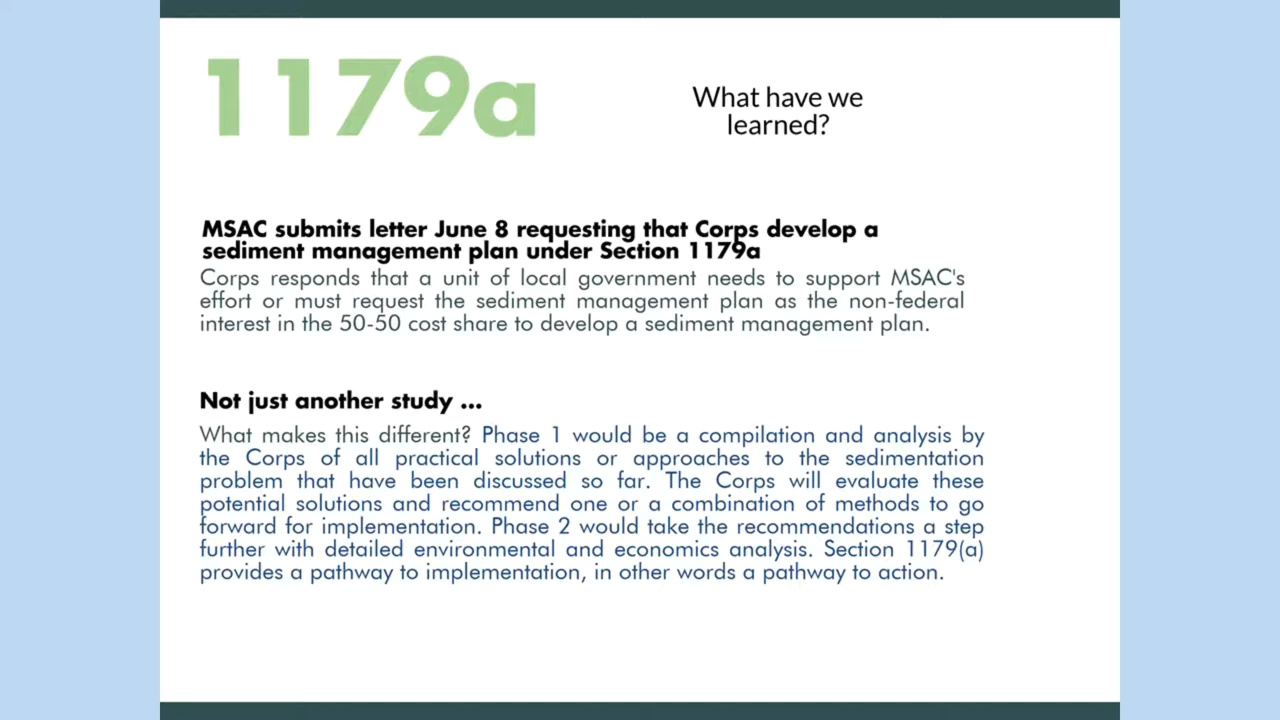 1179a
What have we
learned?
MSAC submits letter June 8 requesting that Corps develop a
sediment management plan under Section 1179a
Corps responds that a unit of local government needs to support MSAC's
effort or must request the sediment management plan as the non-federal
interest in the 50-50 cost share to develop a sediment management plan.
Not just another study ...
What makes this different? Phase 1 would be a compilation and analysis by
the Corps of all practical solutions or approaches to the sedimentation
problem that have been discussed so far. The Corps will evaluate these
potential solutions and recommend one or a combination of methods to go
forward for implementation. Phase 2 would take the recommendations a step
further with detailed environmental and economics analysis. Section 1179(a)
provides a pathway to implementation, in other words a pathway to action.